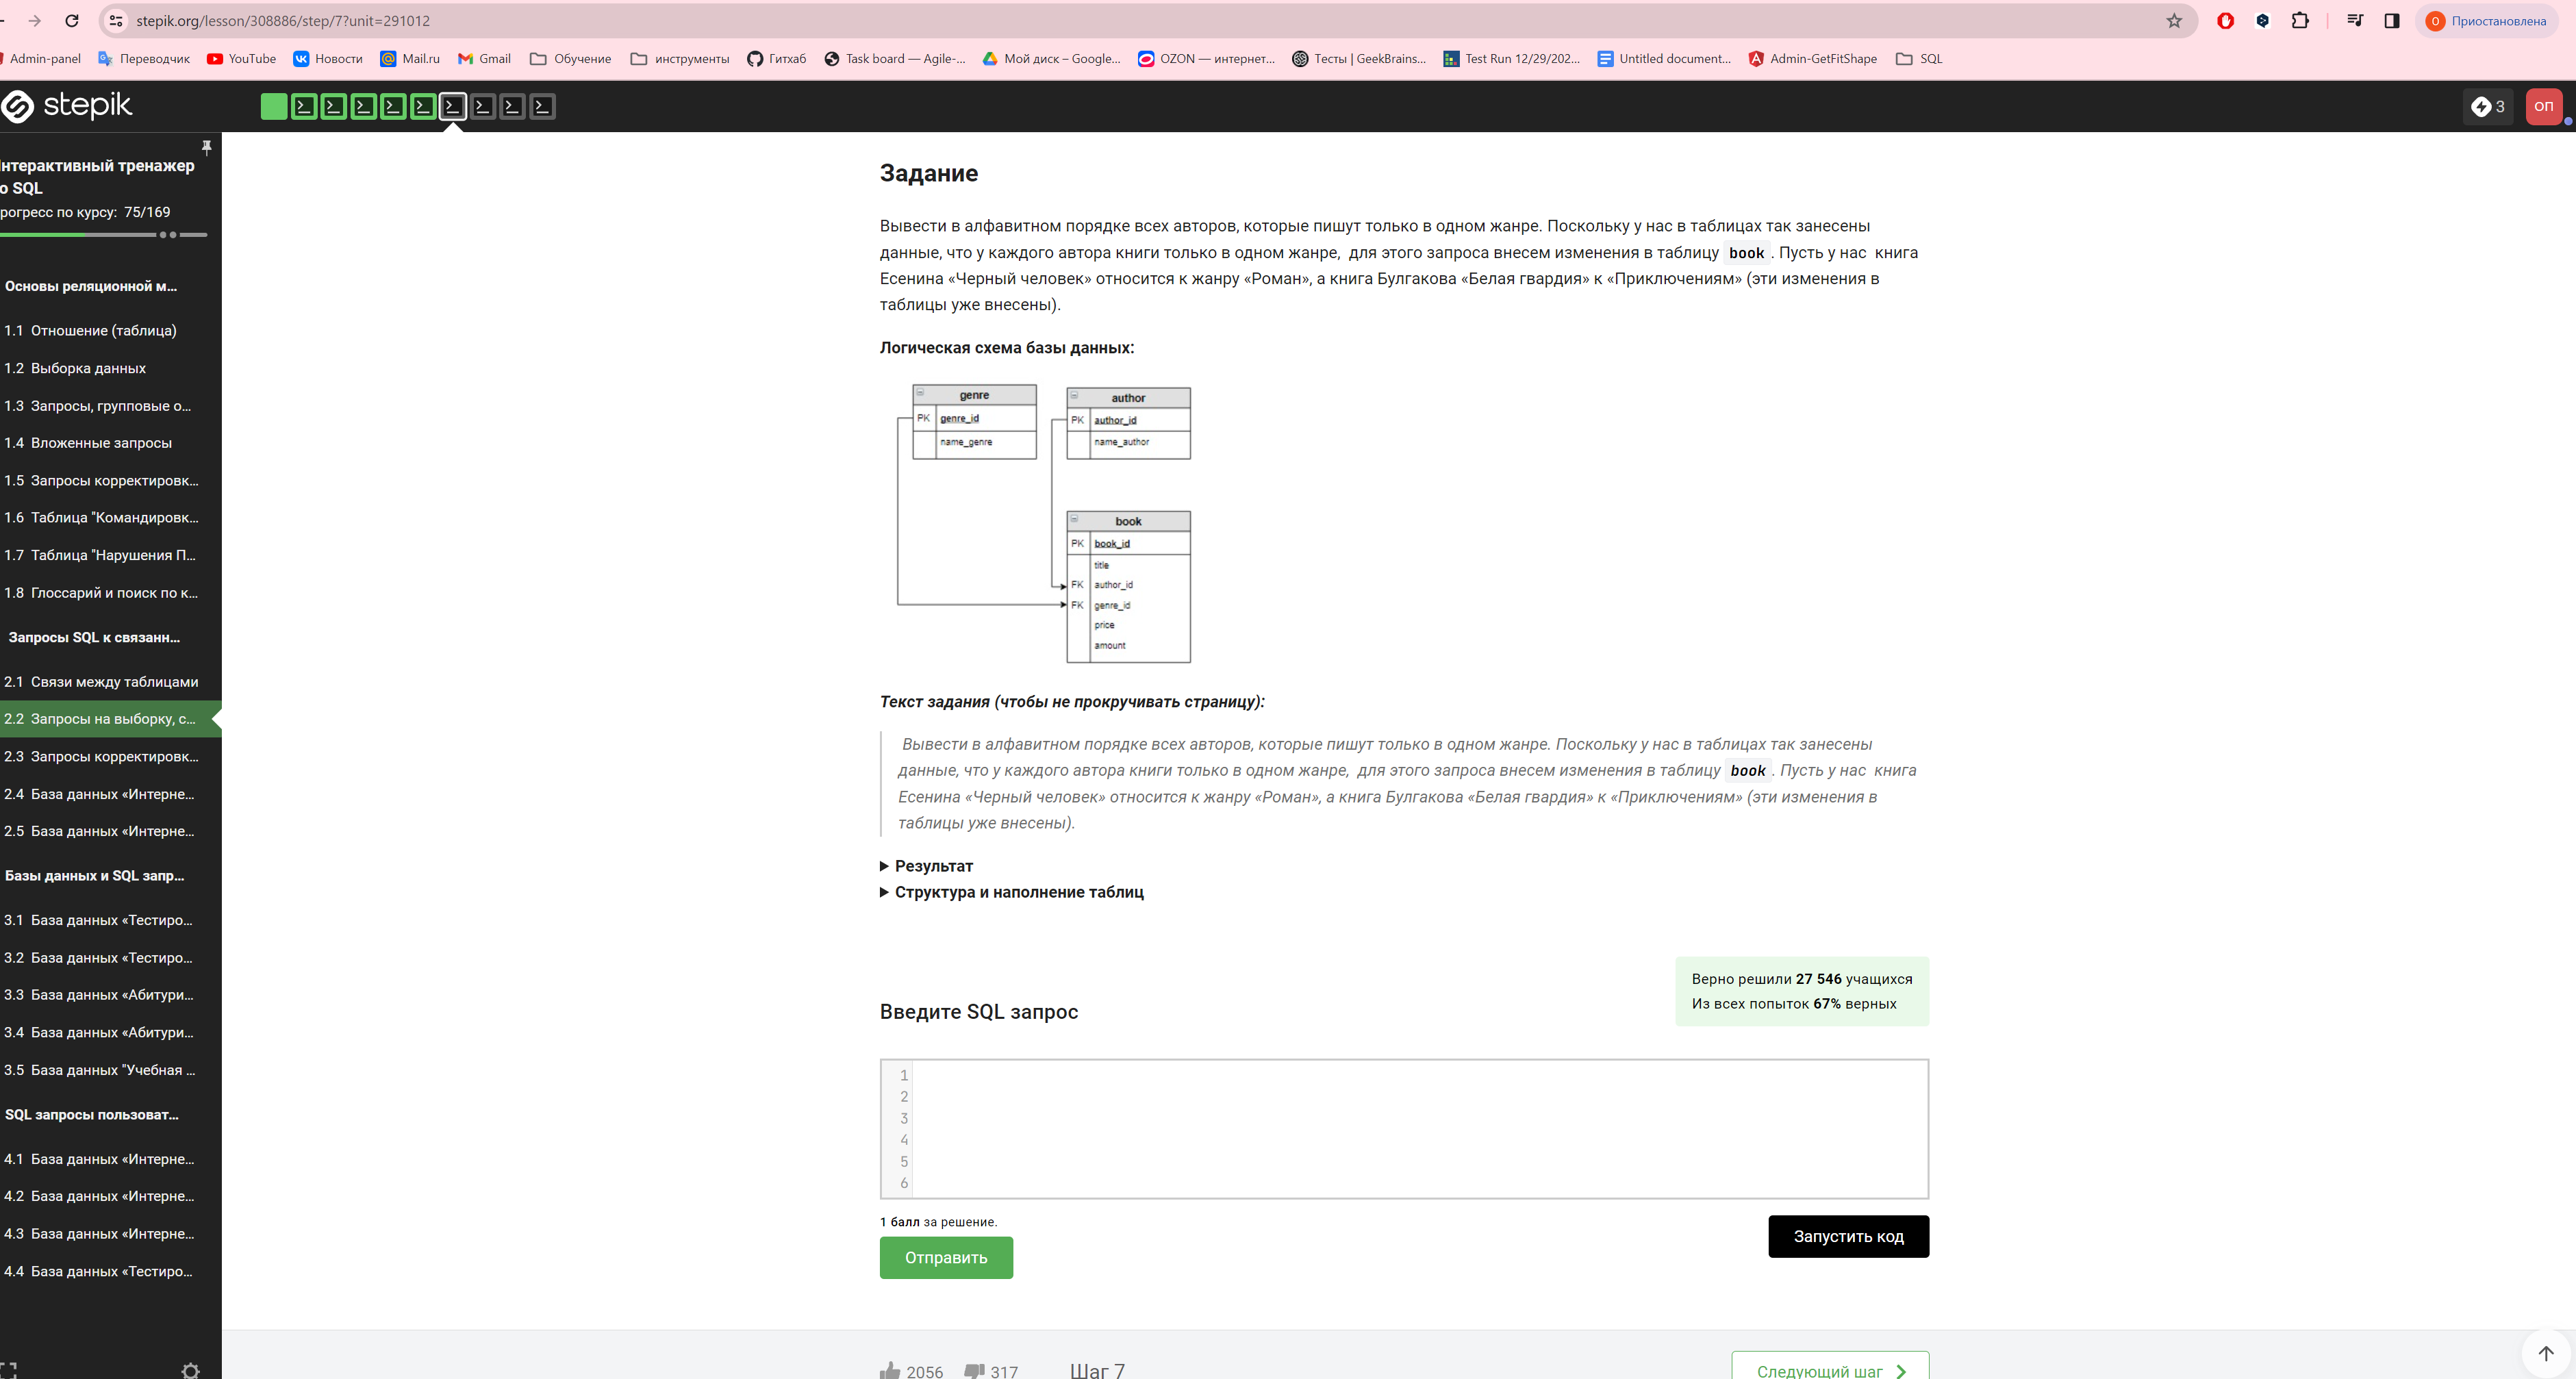 stepik.org/lesson/308886/step/7?unit=291012
О Приостановлена
Admin-panel Переводчик YouTube Новости Mail.ru Gmail Обучение инструменты Гитхаб Task board — Agile-... Мой диск – Google... OZON — интернет... Тесты | GeekBrains... Test Run 12/29/202... Untitled document... Admin-GetFitShape SQL
stepik
3
ОП
нтерактивный тренажер
о SQL
рогресс по курсу: 75/169
Основы реляционной м...
1.1 Отношение (таблица)
1.2 Выборка данных
1.3 Запросы, групповые о...
1.4 Вложенные запросы
1.5 Запросы корректировк...
1.6 Таблица "Командировк...
1.7 Таблица "Нарушения П...
1.8 Глоссарий и поиск по к...
Запросы SQL к связанн...
2.1 Связи между таблицами
2.2 Запросы на выборку, с...
2.3 Запросы корректировк...
2.4 База данных «Интерне...
2.5 База данных «Интерне...
Базы данных и SQL запр...
3.1 База данных «Тестиро...
3.2 База данных «Тестиро...
3.3 База данных «Абитури...
3.4 База данных «Абитури...
3.5 База данных "Учебная ...
SQL запросы пользоват...
4.1 База данных «Интерне...
4.2 База данных «Интерне...
4.3 База данных «Интерне...
4.4 База данных «Тестиро...
Задание
Вывести в алфавитном порядке всех авторов, которые пишут только в одном жанре. Поскольку у нас в таблицах так занесены
данные, что у каждого автора книги только в одном жанре, для этого запроса внесем изменения в таблицу book. Пусть у нас книга
Есенина «Черный человек» относится к жанру «Роман», а книга Булгакова «Белая гвардия» к «Приключениям» (эти изменения в
таблицы уже внесены).
Логическая схема базы данных:
genre
PK genre_id
name_genre
author
PK author_id
name_author
book
PK book_id
title
FK author_id
FK genre_id
price
amount
Текст задания (чтобы не прокручивать страницу):
Вывести в алфавитном порядке всех авторов, которые пишут только в одном жанре. Поскольку у нас в таблицах так занесены
данные, что у каждого автора книги только в одном жанре, для этого запроса внесем изменения в таблицу book. Пусть у нас книга
Есенина «Черный человек» относится к жанру «Роман», а книга Булгакова «Белая гвардия» к «Приключениям» (эти изменения в
таблицы уже внесены).
Результат
Структура и наполнение таблиц
Верно решили 27 546 учащихся
Из всех попыток 67% верных
Введите SQL запрос
1
2
3
4
5
6
1 балл за решение.
Отправить
Запустить код
2056 317 Шаг 7
Следующий шаг